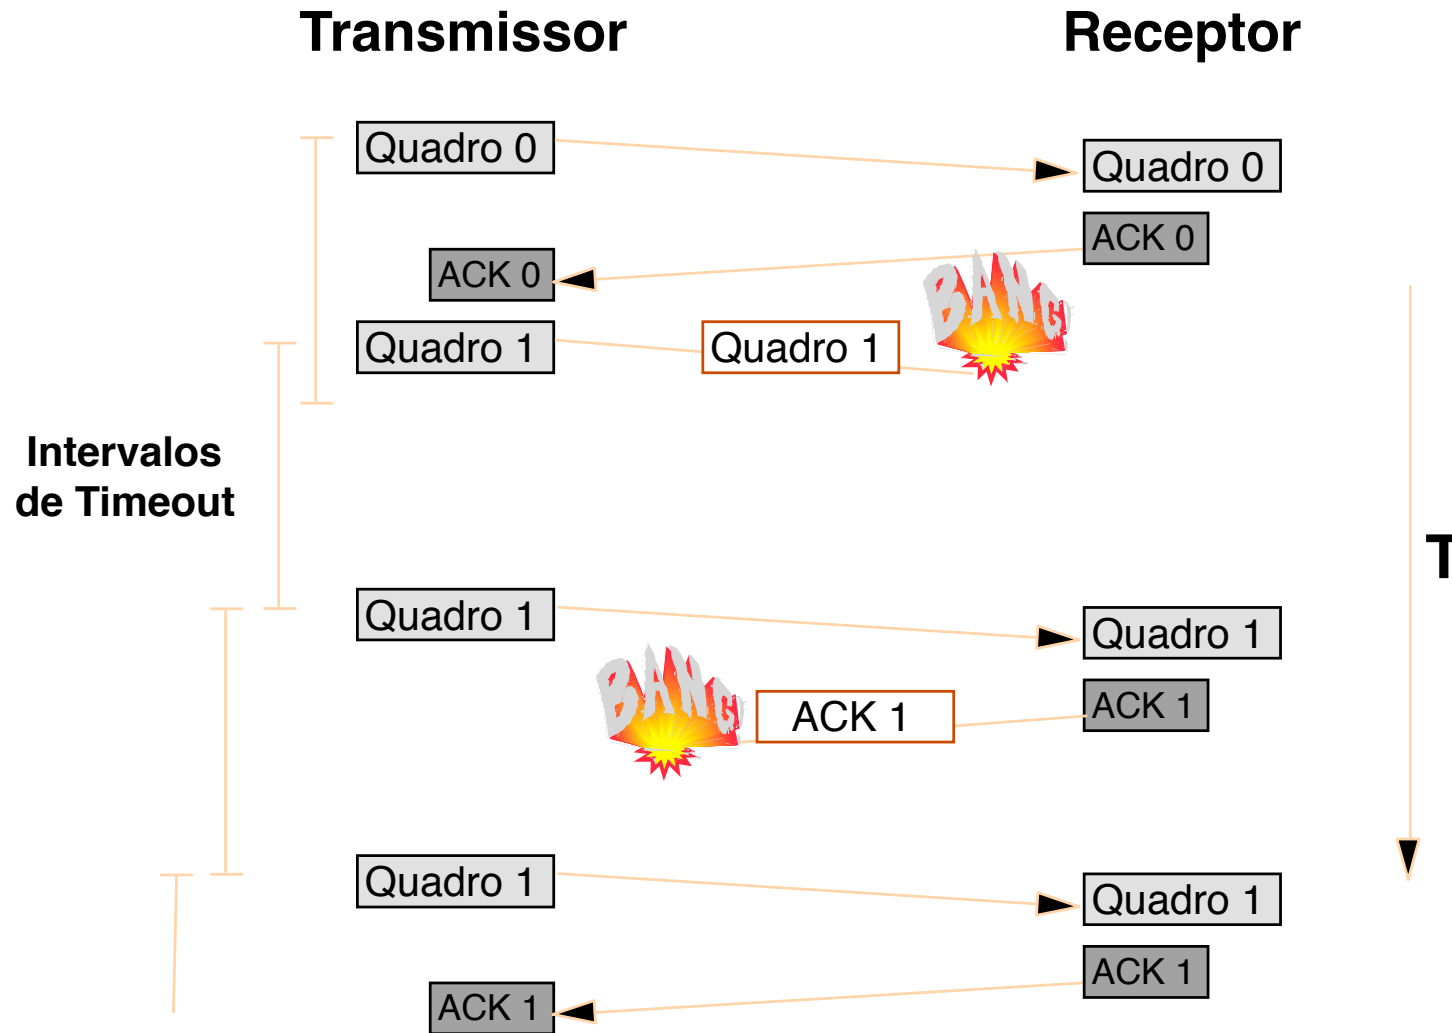 Transmissor
Receptor
Quadro 0
Quadro 0
ACK 0
ACK 0
BANG!
Quadro 1
Quadro 1
Intervalos
de Timeout
T
Quadro 1
Quadro 1
BANG!
ACK 1
ACK 1
Quadro 1
Quadro 1
ACK 1
ACK 1